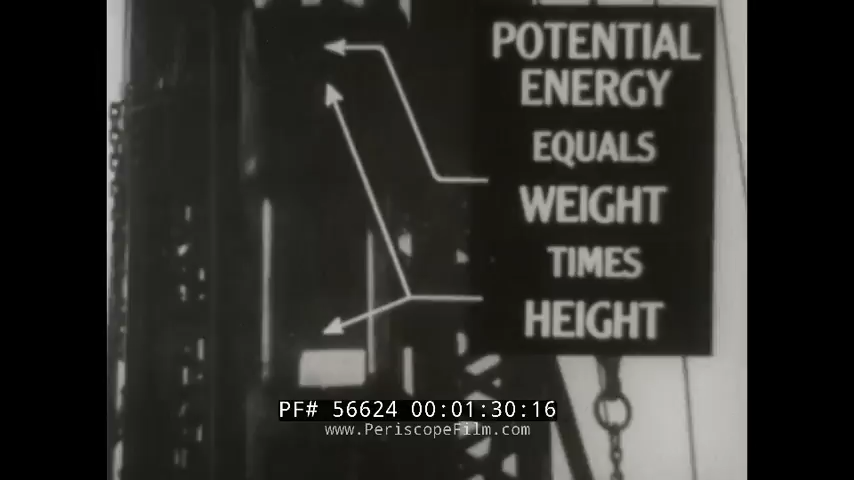 POTENTIAL
ENERGY
EQUALS
WEIGHT
TIMES
HEIGHT
PF# 56624 00:01:30:16
www.PeriscopeFilm.com